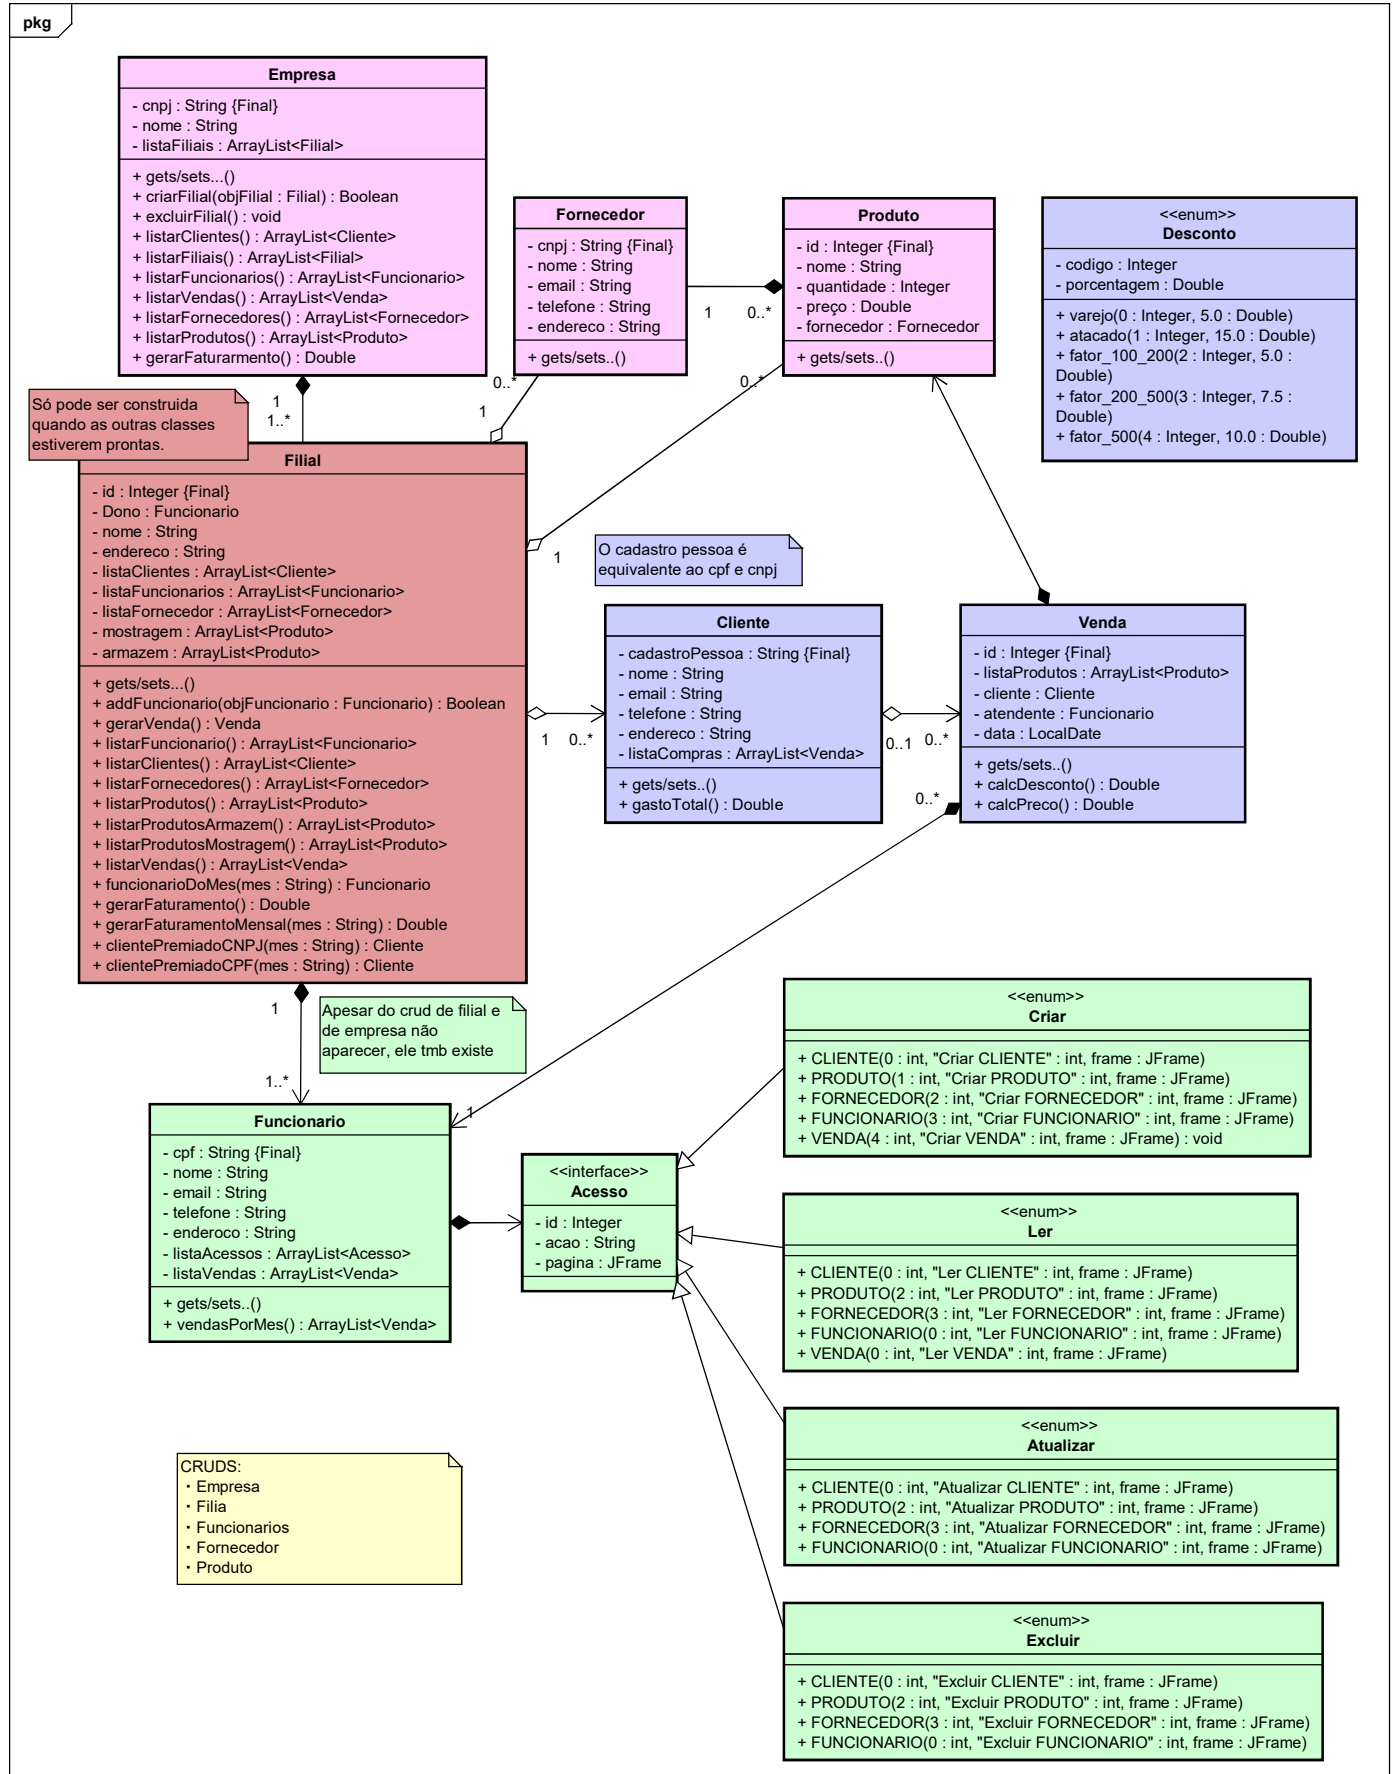 pkg
Empresa
- cnpj : String {Final}
- nome : String
- listaFiliais : ArrayList<Filial>
+ gets/sets...()
+ criarFilial(objFilial : Filial) : Boolean
+ excluirFilial() : void
+ listarClientes() : ArrayList<Cliente>
+ listarFiliais() : ArrayList<Filial>
+ listarFuncionarios() : ArrayList<Funcionario>
+ listarVendas() : ArrayList<Venda>
+ listarFornecedores() : ArrayList<Fornecedor>
+ listarProdutos() : ArrayList<Produto>
+ gerarFaturarmento() : Double
Fornecedor
- cnpj : String {Final}
- nome : String
- email : String
- telefone : String
- endereco : String
+ gets/sets..()
1
0..*
Produto
- id : Integer {Final}
- nome : String
- quantidade : Integer
- preço : Double
- fornecedor : Fornecedor
+ gets/sets..()
<<enum>>
Desconto
- codigo : Integer
- porcentagem : Double
+ varejo(0 : Integer, 5.0 : Double)
+ atacado(1 : Integer, 15.0 : Double)
+ fator_100_200(2 : Integer, 5.0 :
Double)
+ fator_200_500(3 : Integer, 7.5 :
Double)
+ fator_500(4 : Integer, 10.0 : Double)
Só pode ser construida
quando as outras classes
estiverem prontas.
1
1..*
0..*
1
0..*
1
Filial
- id : Integer {Final}
- Dono : Funcionario
- nome : String
- endereco : String
- listaClientes : ArrayList<Cliente>
- listaFuncionarios : ArrayList<Funcionario>
- listaFornecedor : ArrayList<Fornecedor>
- mostragem : ArrayList<Produto>
- armazem : ArrayList<Produto>
+ gets/sets...()
+ addFuncionario(objFuncionario : Funcionario) : Boolean
+ gerarVenda() : Venda
+ listarFuncionario() : ArrayList<Funcionario>
+ listarClientes() : ArrayList<Cliente>
+ listarFornecedores() : ArrayList<Fornecedor>
+ listarProdutos() : ArrayList<Produto>
+ listarProdutosArmazem() : ArrayList<Produto>
+ listarProdutosMostragem() : ArrayList<Produto>
+ listarVendas() : ArrayList<Venda>
+ funcionarioDoMes(mes : String) : Funcionario
+ gerarFaturamento() : Double
+ gerarFaturamentoMensal(mes : String) : Double
+ clientePremiadoCNPJ(mes : String) : Cliente
+ clientePremiadoCPF(mes : String) : Cliente
O cadastro pessoa é
equivalente ao cpf e cnpj
1
0..*
Cliente
- cadastroPessoa : String {Final}
- nome : String
- email : String
- telefone : String
- endereco : String
- listaCompras : ArrayList<Venda>
+ gets/sets..()
+ gastoTotal() : Double
0..1
0..*
0..*
Venda
- id : Integer {Final}
- listaProdutos : ArrayList<Produto>
- cliente : Cliente
- atendente : Funcionario
- data : LocalDate
+ gets/sets..()
+ calcDesconto() : Double
+ calcPreco() : Double
1
1..*
Apesar do crud de filial e
de empresa não
aparecer, ele tmb existe
1
Funcionario
- cpf : String {Final}
- nome : String
- email : String
- telefone : String
- enderoco : String
- listaAcessos : ArrayList<Acesso>
- listaVendas : ArrayList<Venda>
+ gets/sets..()
+ vendasPorMes() : ArrayList<Venda>
<<interface>>
Acesso
- id : Integer
- acao : String
- pagina : JFrame
<<enum>>
Criar
+ CLIENTE(0 : int, "Criar CLIENTE" : int, frame : JFrame)
+ PRODUTO(1 : int, "Criar PRODUTO" : int, frame : JFrame)
+ FORNECEDOR(2 : int, "Criar FORNECEDOR" : int, frame : JFrame)
+ FUNCIONARIO(3 : int, "Criar FUNCIONARIO" : int, frame : JFrame)
+ VENDA(4 : int, "Criar VENDA" : int, frame : JFrame) : void
<<enum>>
Ler
+ CLIENTE(0 : int, "Ler CLIENTE" : int, frame : JFrame)
+ PRODUTO(2 : int, "Ler PRODUTO" : int, frame : JFrame)
+ FORNECEDOR(3 : int, "Ler FORNECEDOR" : int, frame : JFrame)
+ FUNCIONARIO(0 : int, "Ler FUNCIONARIO" : int, frame : JFrame)
+ VENDA(0 : int, "Ler VENDA" : int, frame : JFrame)
<<enum>>
Atualizar
+ CLIENTE(0 : int, "Atualizar CLIENTE" : int, frame : JFrame)
+ PRODUTO(2 : int, "Atualizar PRODUTO" : int, frame : JFrame)
+ FORNECEDOR(3 : int, "Atualizar FORNECEDOR" : int, frame : JFrame)
+ FUNCIONARIO(0 : int, "Atualizar FUNCIONARIO" : int, frame : JFrame)
CRUDS:
・Empresa
・Filia
・Funcionarios
・Fornecedor
・Produto
<<enum>>
Excluir
+ CLIENTE(0 : int, "Excluir CLIENTE" : int, frame : JFrame)
+ PRODUTO(2 : int, "Excluir PRODUTO" : int, frame : JFrame)
+ FORNECEDOR(3 : int, "Excluir FORNECEDOR" : int, frame : JFrame)
+ FUNCIONARIO(0 : int, "Excluir FUNCIONARIO" : int, frame : JFrame)